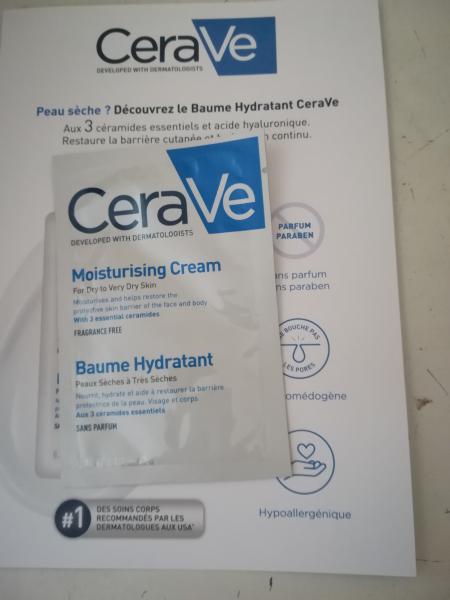 CeraVe
DEVELOPED WITH DERMATOLOGISTS
Peau sèche ? Découvrez le Baume Hydratant CeraVe
Aux 3 céramides essentiels et acide hyaluronique.
Restaure la barrière cutanée continu.
CeraVe
DEVELOPED WITH DERMATOLOGISTS
Moisturising Cream
For Dry to Very Dry Skin
Moisturises and helps restore the
protective skin barrier of the face and body
With 3 essential ceramides
FRAGRANCE FREE
Baume Hydratant
Peaux Sèches à Très Sèches
Nourrit, hydrate et aide à restaurer la barrière
protectrice de la peau. Visage et corps
Aux 3 céramides essentiels
SANS PARFUM
PARFUM
PARABEN
parfum
paraben
BOUCHE PAS
LES PORES
omédogène
Hypoallergénique
#1
DES SOINS CORPS
RECOMMANDÉS PAR LES
DERMATOLOGUES AUX USA*